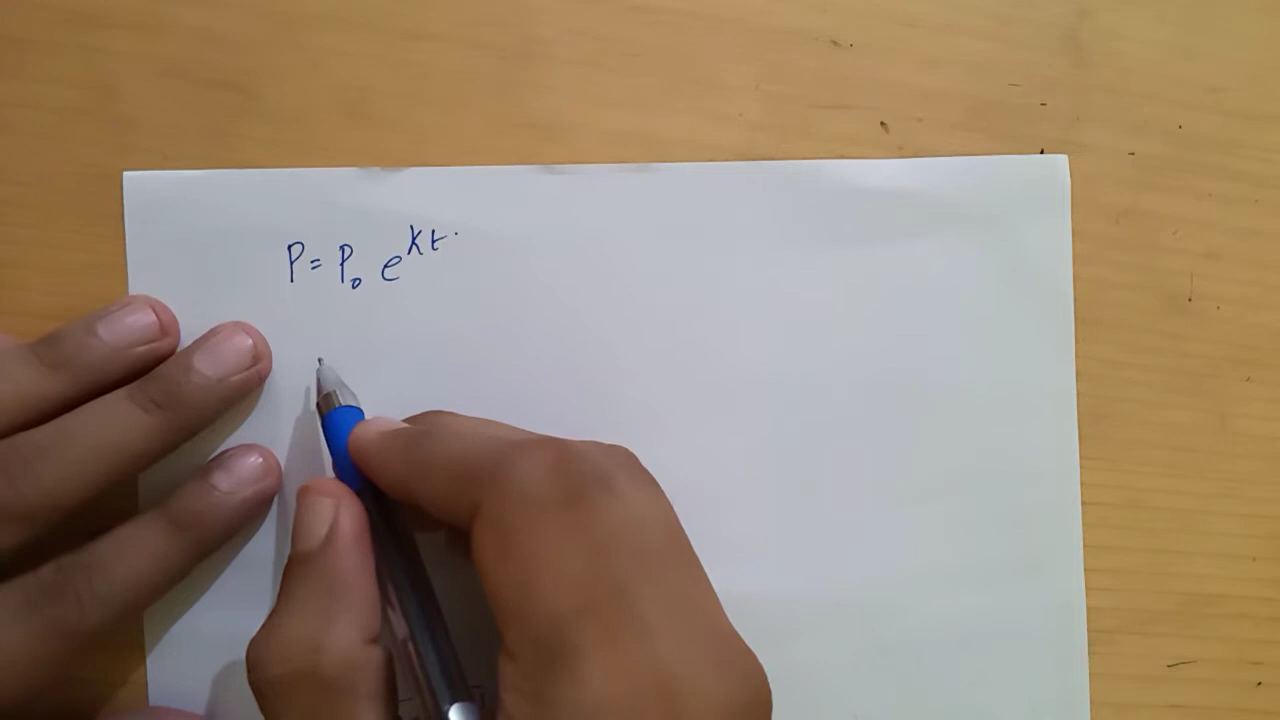 P = P₀ e^{kt}.